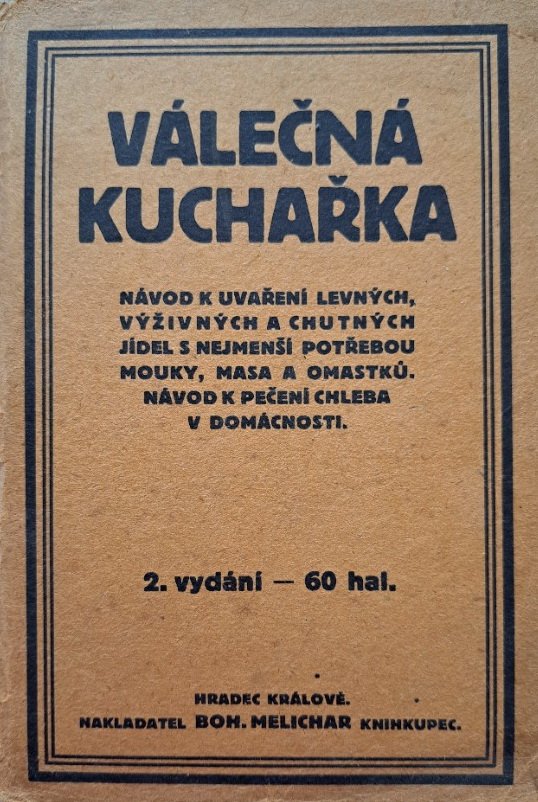 VÁLEČNÁ
KUCHAŘKA
NÁVOD K UVAŘENÍ LEVNÝCH,
VÝŽIVNÝCH A CHUTNÝCH
JÍDEL S NEJMENŠÍ POTŘEBOU
MOUKY, MASA A OMASTKŮ.
NÁVOD K PEČENÍ CHLEBA
V DOMÁCNOSTI.
2. vydání — 60 hal.
HRADEC KRÁLOVÉ.
NAKLADATEL BOH. MELICHAR KNIHKUPEC.